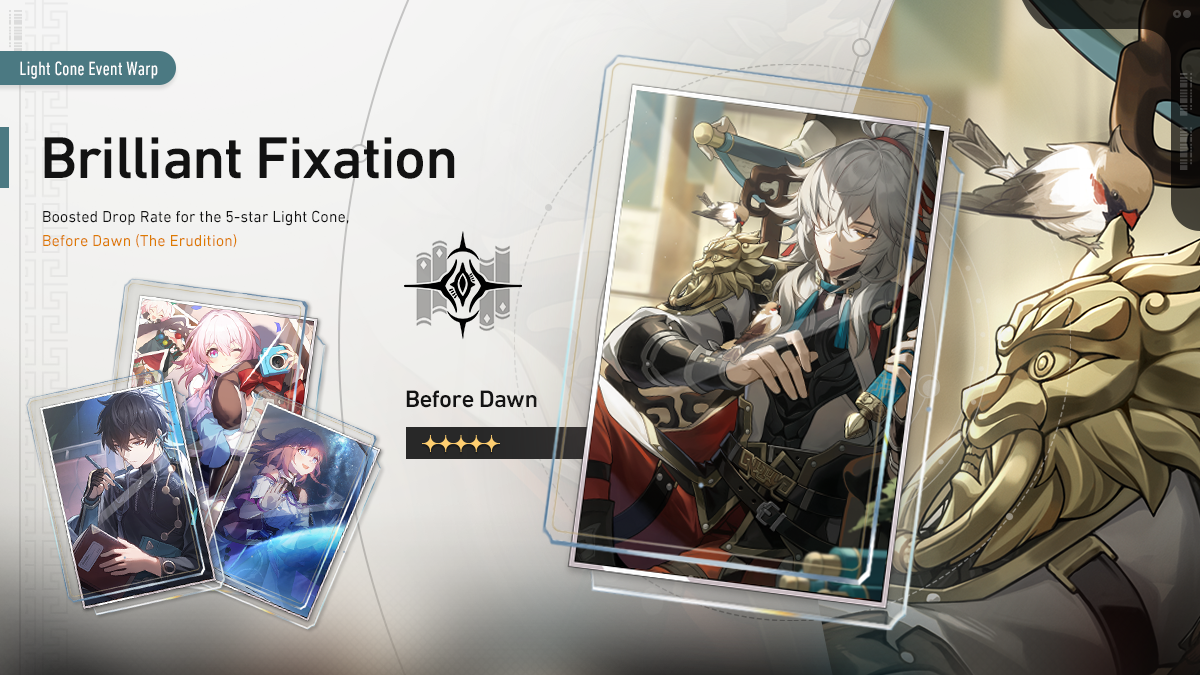 Light Cone Event Warp
Brilliant Fixation
Boosted Drop Rate for the 5-star Light Cone,
Before Dawn (The Erudition)
Before Dawn